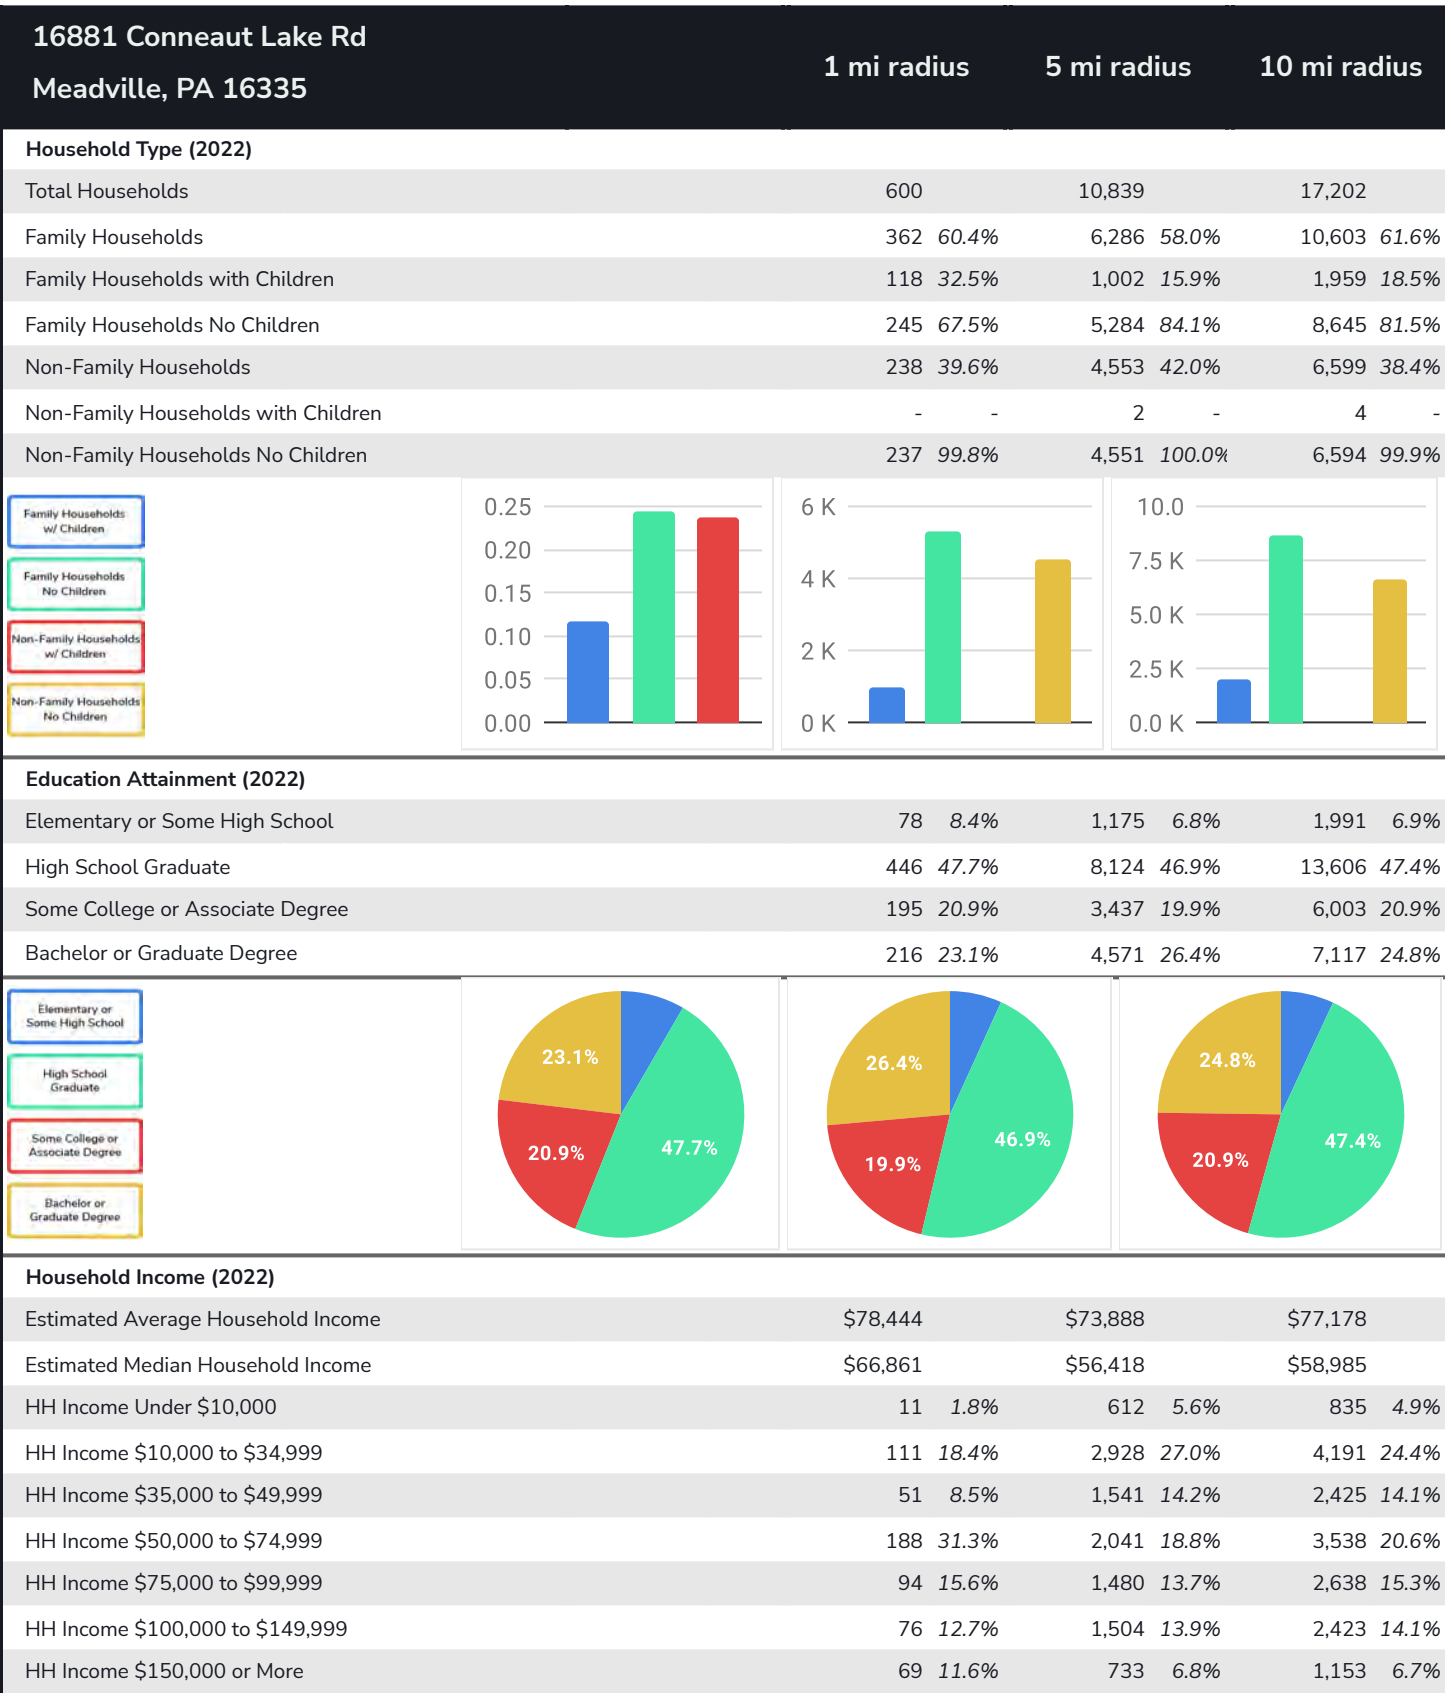 16881 Conneaut Lake Rd
Meadville, PA 16335
1 mi radius 5 mi radius 10 mi radius
Household Type (2022)
Total Households 600 10,839 17,202
Family Households 362 60.4% 6,286 58.0% 10,603 61.6%
Family Households with Children 118 32.5% 1,002 15.9% 1,959 18.5%
Family Households No Children 245 67.5% 5,284 84.1% 8,645 81.5%
Non-Family Households 238 39.6% 4,553 42.0% 6,599 38.4%
Non-Family Households with Children - - 2 - 4 -
Non-Family Households No Children 237 99.8% 4,551 100.0% 6,594 99.9%
Family Households
w/ Children
Family Households
No Children
Non-Family Households
w/ Children
Non-Family Households
No Children
0.25
0.20
0.15
0.10
0.05
0.00
6 K
4 K
2 K
0 K
10.0
7.5 K
5.0 K
2.5 K
0.0 K
Education Attainment (2022)
Elementary or Some High School 78 8.4% 1,175 6.8% 1,991 6.9%
High School Graduate 446 47.7% 8,124 46.9% 13,606 47.4%
Some College or Associate Degree 195 20.9% 3,437 19.9% 6,003 20.9%
Bachelor or Graduate Degree 216 23.1% 4,571 26.4% 7,117 24.8%
Elementary or
Some High School
High School
Graduate
Some College or
Associate Degree
Bachelor or
Graduate Degree
23.1%
20.9%
47.7%
26.4%
19.9%
46.9%
24.8%
20.9%
47.4%
Household Income (2022)
Estimated Average Household Income $78,444 $73,888 $77,178
Estimated Median Household Income $66,861 $56,418 $58,985
HH Income Under $10,000 11 1.8% 612 5.6% 835 4.9%
HH Income $10,000 to $34,999 111 18.4% 2,928 27.0% 4,191 24.4%
HH Income $35,000 to $49,999 51 8.5% 1,541 14.2% 2,425 14.1%
HH Income $50,000 to $74,999 188 31.3% 2,041 18.8% 3,538 20.6%
HH Income $75,000 to $99,999 94 15.6% 1,480 13.7% 2,638 15.3%
HH Income $100,000 to $149,999 76 12.7% 1,504 13.9% 2,423 14.1%
HH Income $150,000 or More 69 11.6% 733 6.8% 1,153 6.7%